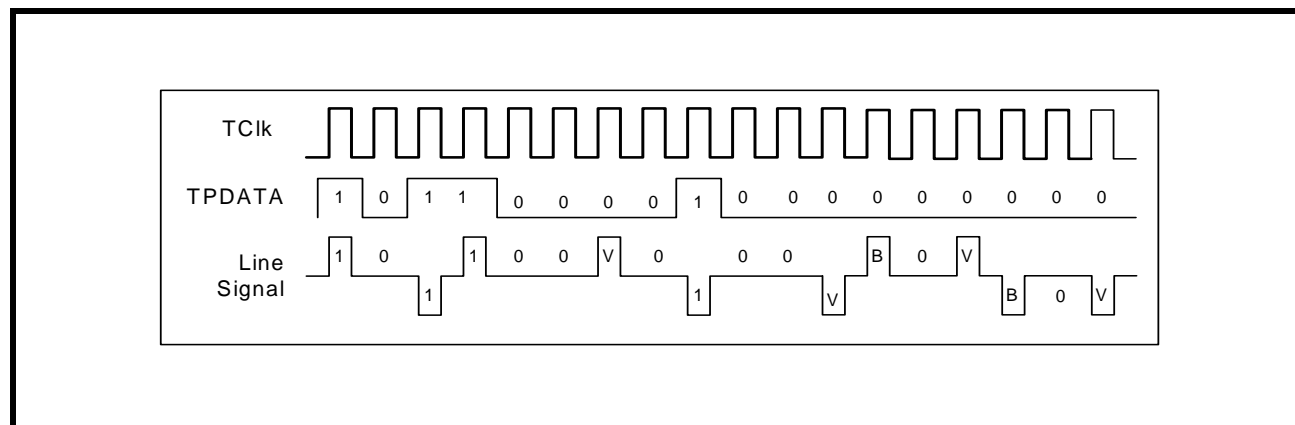 TClk
TPDATA 1 0 1 1 0 0 0 0 1 0 0 0 0 0 0 0 0 0
Line 1 0 1 0 0 V 0 0 0 B 0 V
Signal 1 1 V B 0 V